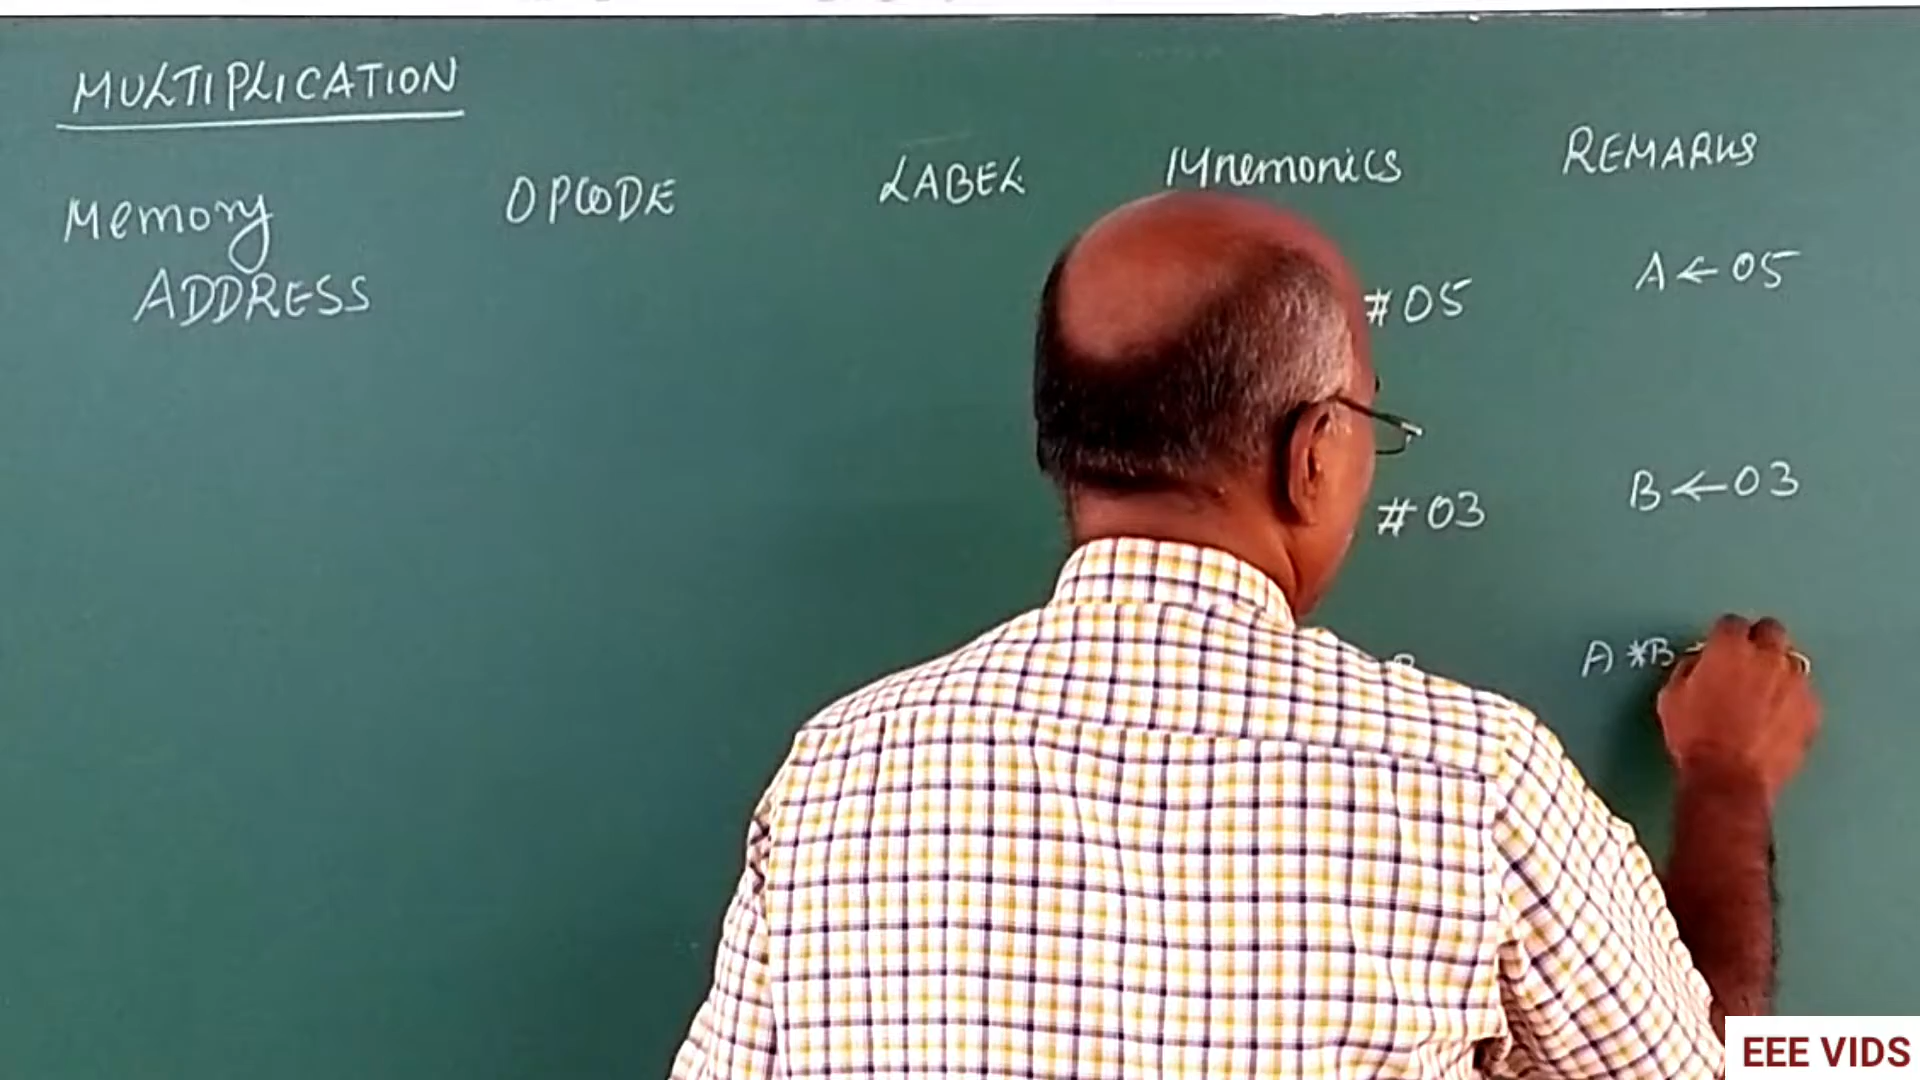 MULTIPLICATION
Memory ADDRESS
OPCODE
LABEL
Mnemonics
REMARKS
#05
A ← 05
#03
B ← 03
B
A *B
EEE VIDS